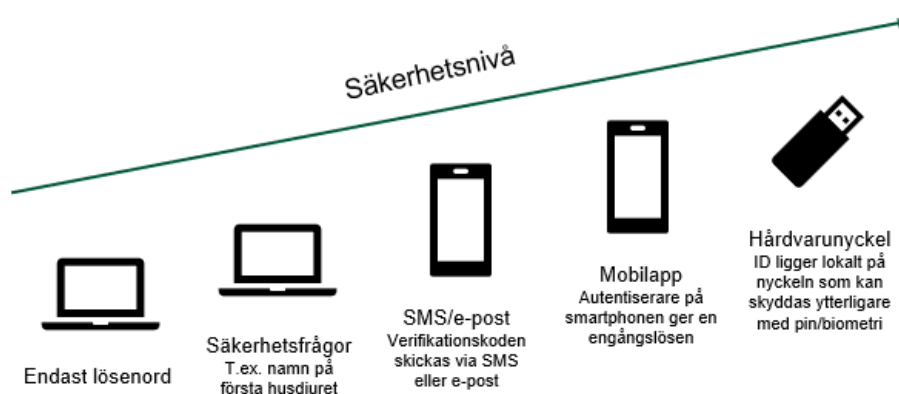 Säkerhetsnivå
Endast lösenord
Säkerhetsfrågor
T.ex. namn på
första husdjuret
SMS/e-post
Verifikationskoden
skickas via SMS
eller e-post
Mobilapp
Autentiserare på
smartphonen ger en
engångslösen
Hårdvarunyckel
ID ligger lokalt på
nyckeln som kan
skyddas ytterligare
med pin/biometri